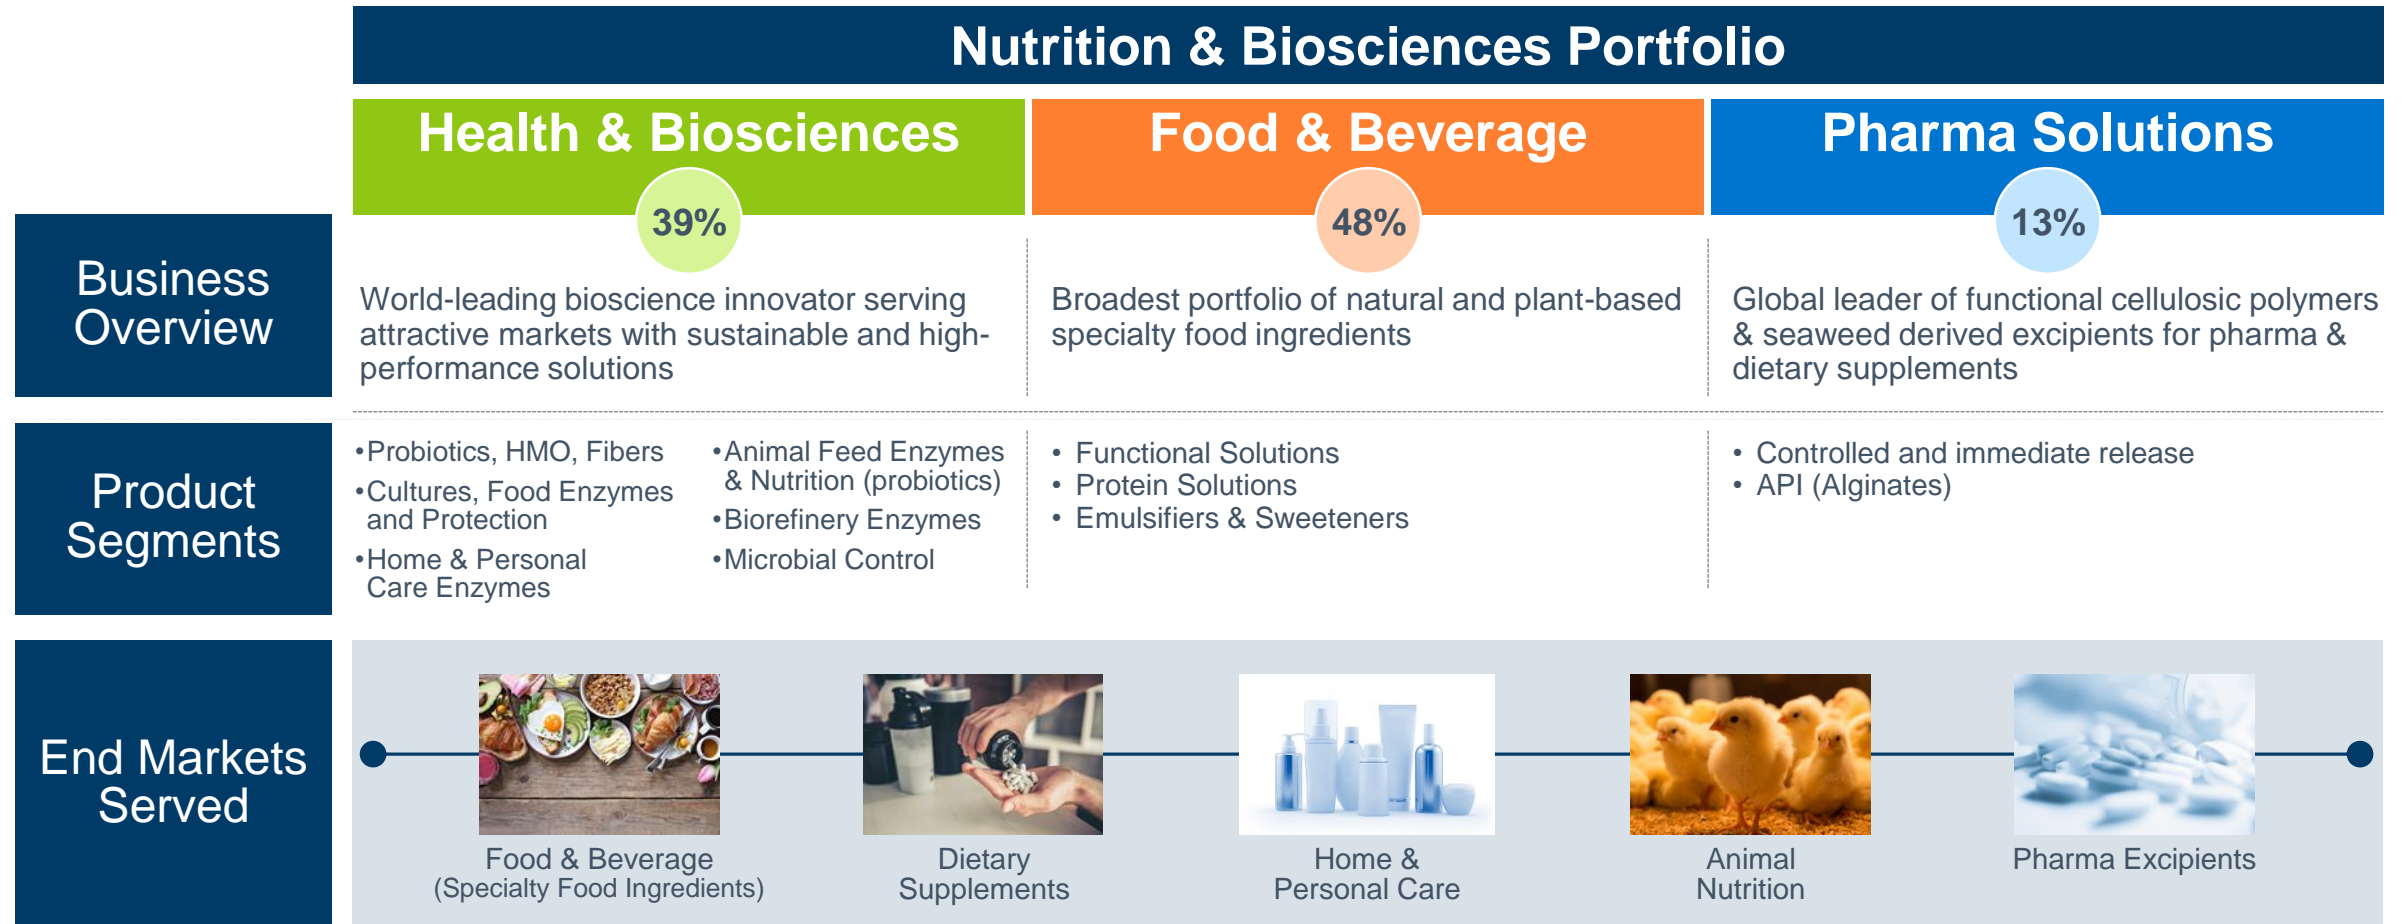 Nutrition & Biosciences Portfolio
Health & Biosciences
39%
Food & Beverage
48%
Pharma Solutions
13%
Business
Overview
World-leading bioscience innovator serving
attractive markets with sustainable and high-
performance solutions
Broadest portfolio of natural and plant-based
specialty food ingredients
Global leader of functional cellulosic polymers
& seaweed derived excipients for pharma &
dietary supplements
Product
Segments
•Probiotics, HMO, Fibers
•Cultures, Food Enzymes
and Protection
•Home & Personal
Care Enzymes
•Animal Feed Enzymes
& Nutrition (probiotics)
•Biorefinery Enzymes
•Microbial Control
• Functional Solutions
• Protein Solutions
• Emulsifiers & Sweeteners
• Controlled and immediate release
• API (Alginates)
End Markets
Served
Food & Beverage
(Specialty Food Ingredients)
Dietary
Supplements
Home &
Personal Care
Animal
Nutrition
Pharma Excipients